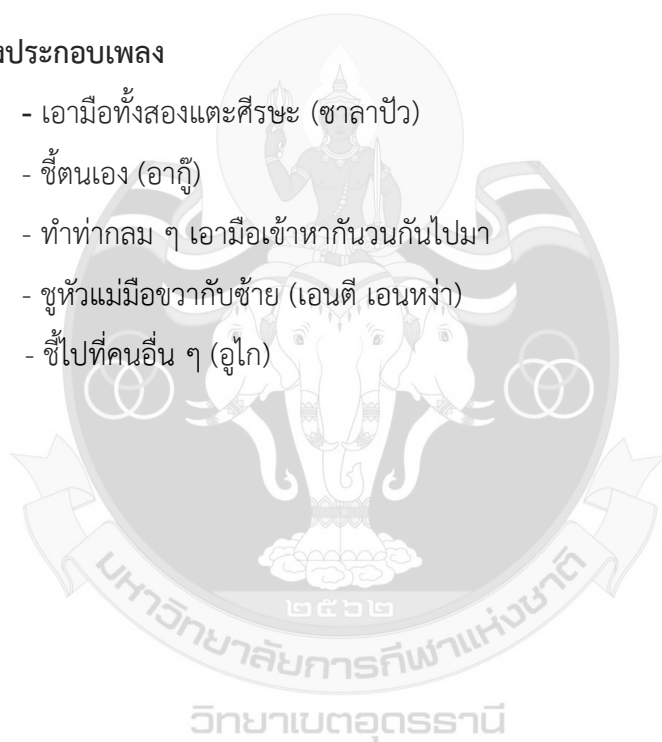 งประกอบเพลง
- เอามือทั้งสองแตะศีรษะ (ซาลาปัว)
- ชี้ตนเอง (อากู๊)
- ทำท่ากลม ๆ เอามือเข้าหากันวนกันไปมา
- ชูหัวแม่มือขวากับซ้าย (เอนตี เอนหง่า)
- ชี้ไปที่คนอื่น ๆ (อูไก)
๒๕๖๒
มหาวิทยาลัยการกีฬาแห่งชาติ
วิทยาเขตอุดรธานี